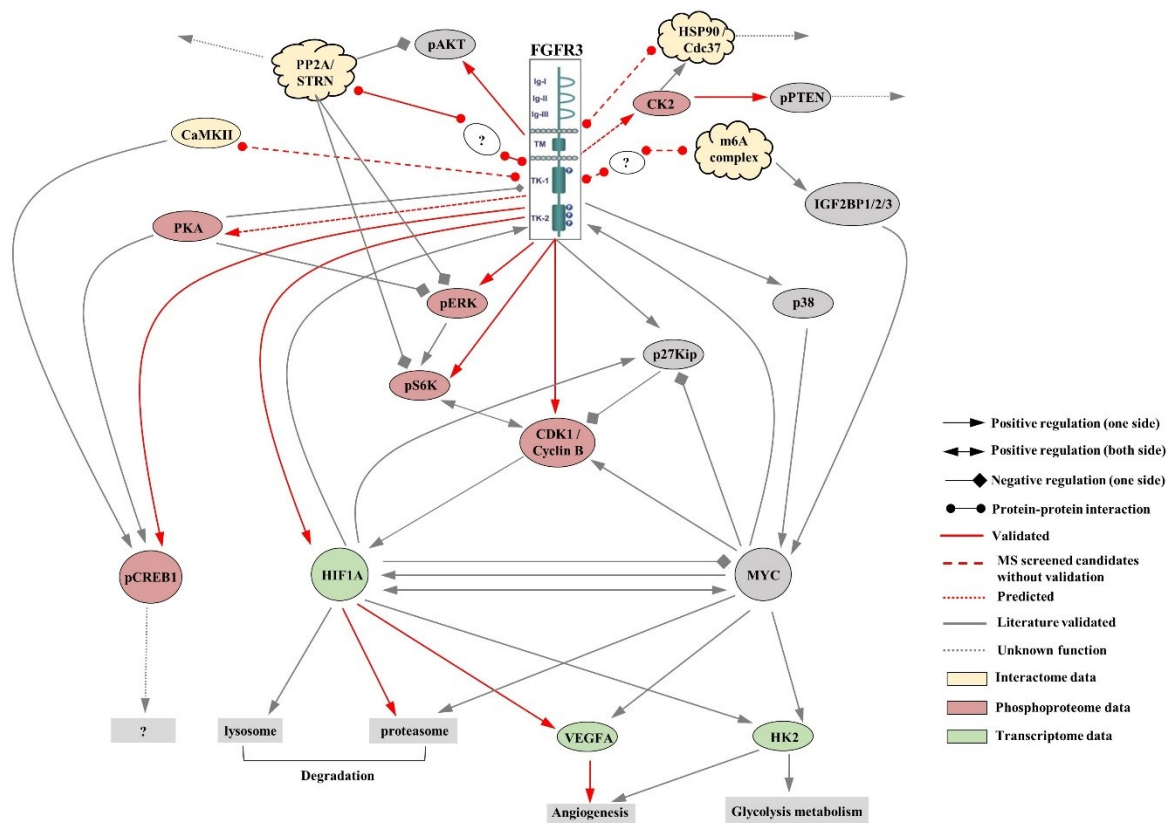 HSP90 /
Cdc37
pAKT
FGFR3
PP2A/
STRN
Ig-I
Ig-II
Ig-III
CK2
pPTEN
?
TM
CaMKII
m6A
complex
?
TK-1
P
IGF2BP1/2/3
PKA
TK-2
P
P
P
pERK
p38
p27Kip
pS6K
CDK1 /
Cyclin B
Positive regulation (one side)
Positive regulation (both side)
Negative regulation (one side)
Protein-protein interaction
Validated
MS screened candidates
without validation
Predicted
Literature validated
Unknown function
Interactome data
Phosphoproteome data
Transcriptome data
pCREB1
HIF1A
MYC
?
lysosome
proteasome
VEGFA
HK2
Degradation
Angiogenesis
Glycolysis metabolism